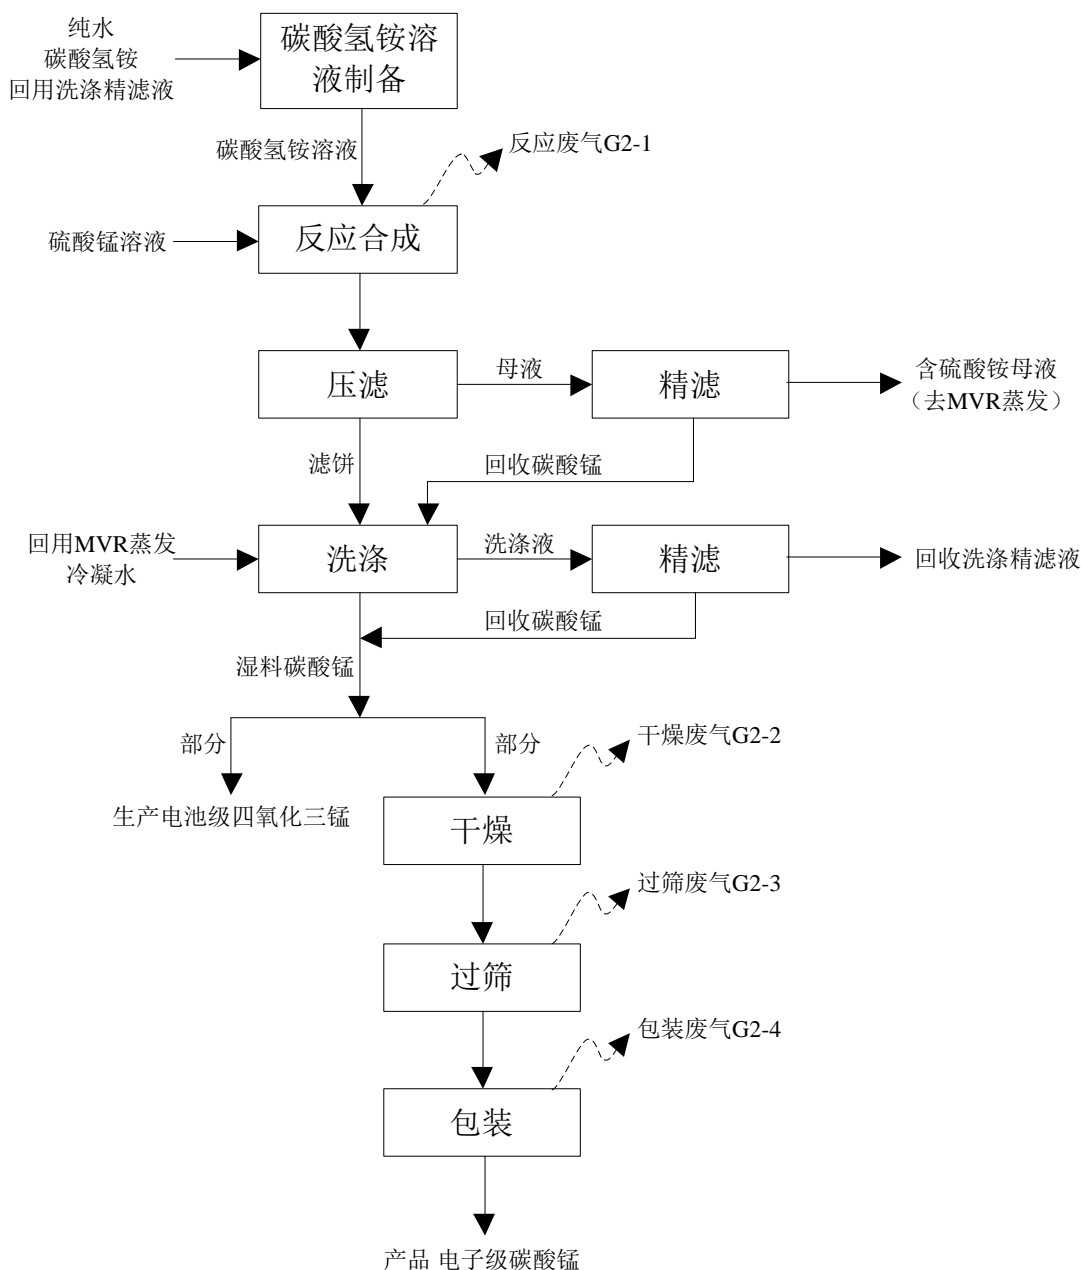 纯水
碳酸氢铵
回用洗涤精滤液
碳酸氢铵溶
液制备
碳酸氢铵溶液
反应废气G2-1
硫酸锰溶液
反应合成
压滤
母液
精滤
含硫酸铵母液
（去MVR蒸发）
滤饼
回收碳酸锰
回用MVR蒸发
冷凝水
洗涤
洗涤液
精滤
回收洗涤精滤液
回收碳酸锰
湿料碳酸锰
部分
部分
干燥废气G2-2
生产电池级四氧化三锰
干燥
过筛废气G2-3
过筛
包装废气G2-4
包装
产品 电子级碳酸锰